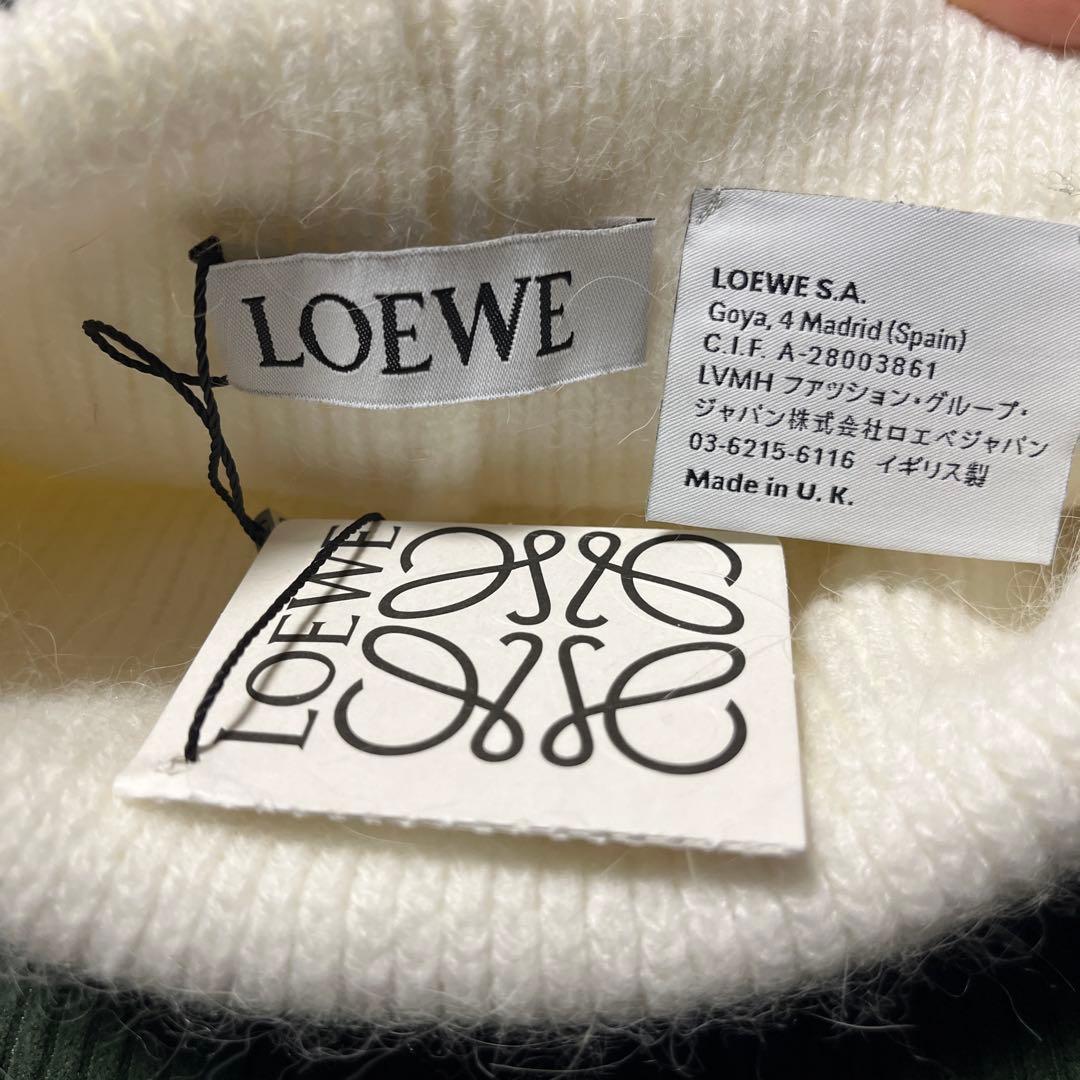 LOEWE
LOEWE S.A.
Goya, 4 Madrid (Spain)
C.I.F. A-28003861
LVMH ファッション・グループ・
ジャパン株式会社ロエベジャパン
03-6215-6116 イギリス製
Made in U. K.
LOEWE